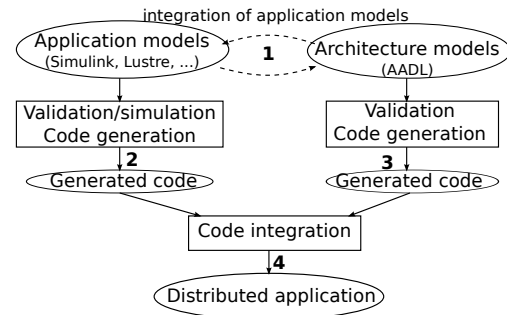 integration of application models
Application models
(Simulink, Lustre, ...)
1
Architecture models
(AADL)
Validation/simulation
Code generation
Validation
Code generation
2
3
Generated code
Generated code
Code integration
4
Distributed application